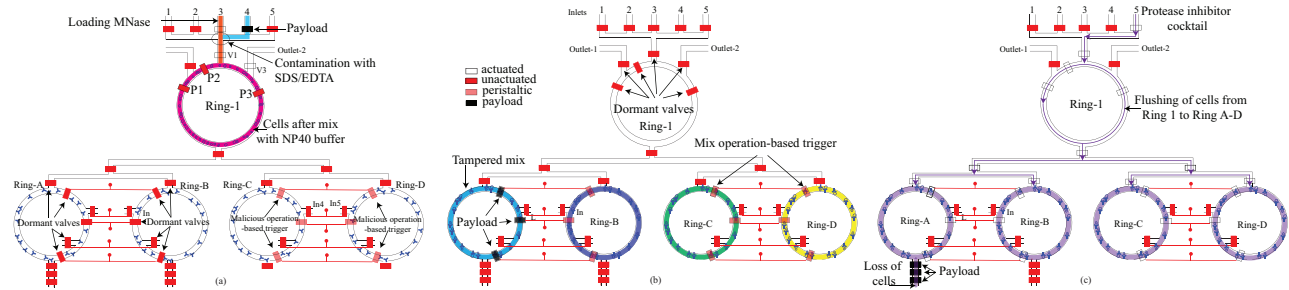 Loading MNase
1 2 3 4 5
Payload
Outlet-2
V1
V3
Contamination with
SDS/EDTA
P2
P1
P3
Ring-1
Cells after mix
with NP40 buffer
Ring-A
Ring-B
Ring-C
Ring-D
In
In4 In5
Dormant valves
Dormant valves
Malicious operation
-based trigger
Malicious operation
-based trigger
(a)
Inlets
1 2 3 4 5
Outlet-1
Outlet-2
actuated
unactuated
peristaltic
payload
Dormant valves
Ring-1
Tampered mix
Mix operation-based trigger
Payload
In
Ring-B
Ring-C
Ring-D
(b)
1 2 3 4 5
Protease inhibitor
cocktail
Outlet-1
Outlet-2
Ring-1
Flushing of cells from
Ring 1 to Ring A-D
Ring-A
In
Ring-B
Ring-C
Ring-D
Loss of
cells
Payload
(c)